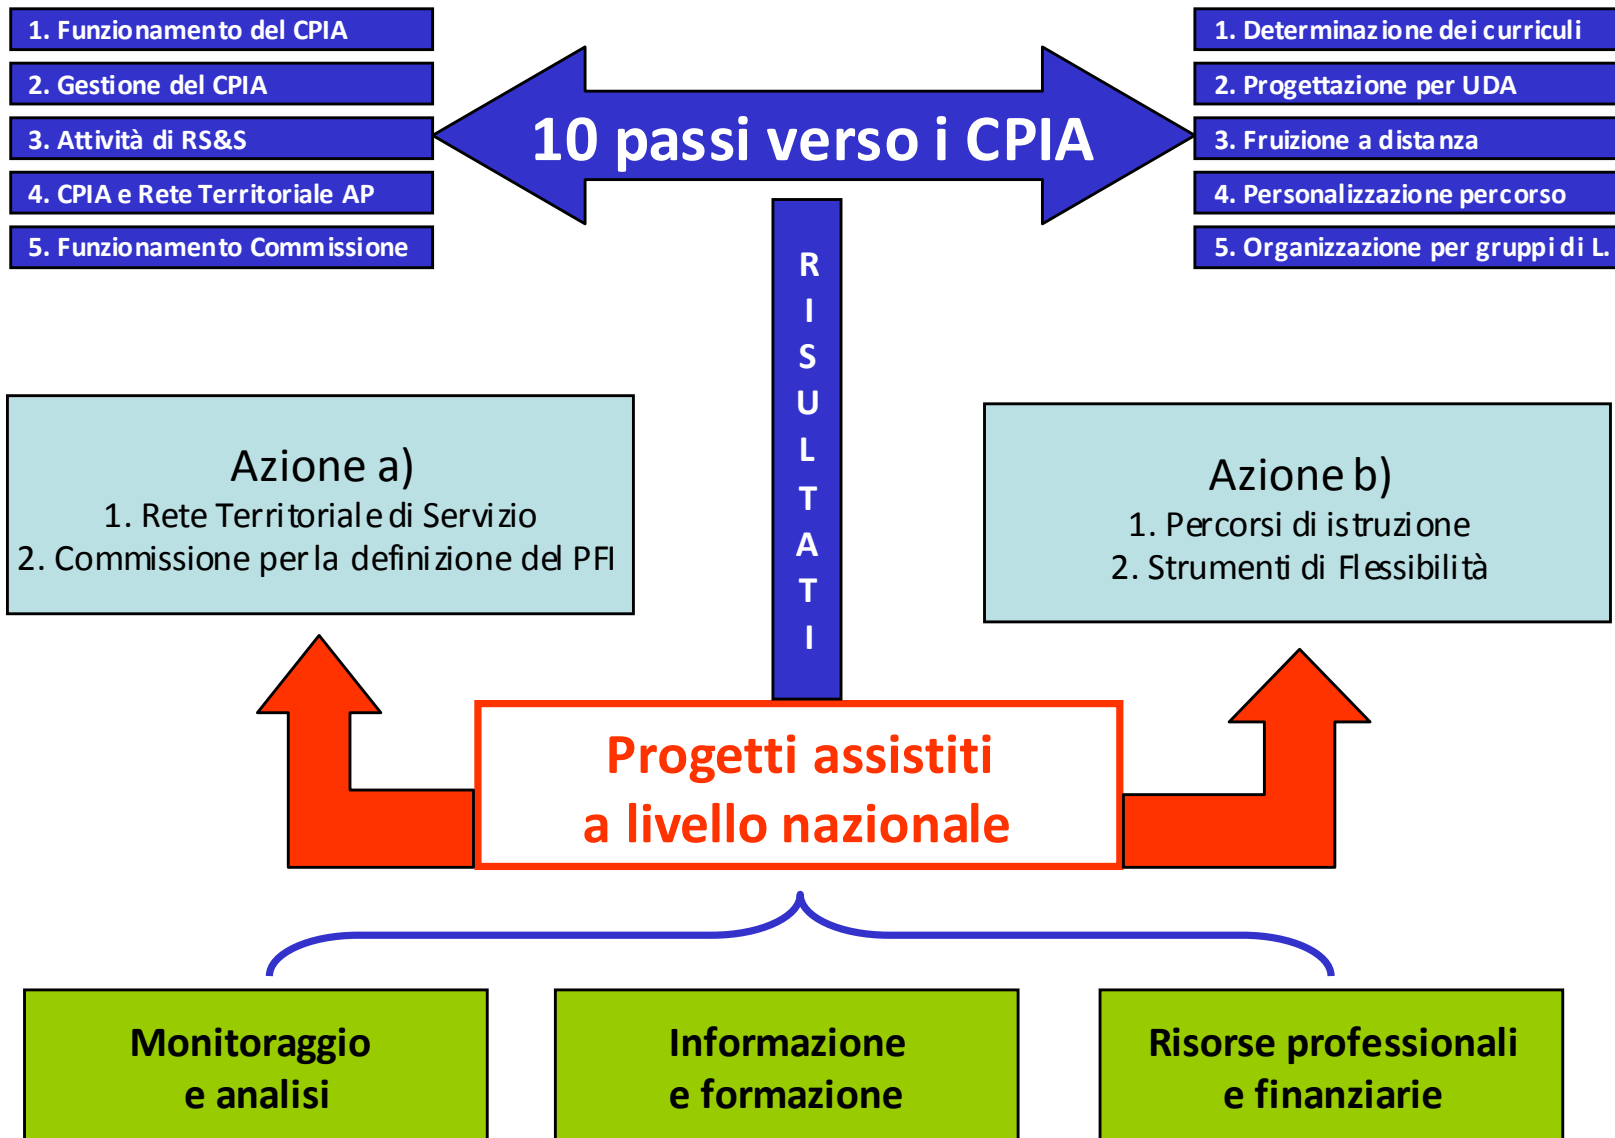 1. Funzionamento del CPIA
2. Gestione del CPIA
3. Attività di RS&S
4. CPIA e Rete Territoriale AP
5. Funzionamento Commissione
10 passi verso i CPIA
1. Determinazione dei curriculi
2. Progettazione per UDA
3. Fruizione a distanza
4. Personalizzazione percorso
5. Organizzazione per gruppi di L.
R
I
S
U
L
T
A
T
I
Azione a)
1. Rete Territoriale di Servizio
2. Commissione per la definizione del PFI
Azione b)
1. Percorsi di istruzione
2. Strumenti di Flessibilità
Progetti assistiti
a livello nazionale
Monitoraggio
e analisi
Informazione
e formazione
Risorse professionali
e finanziarie